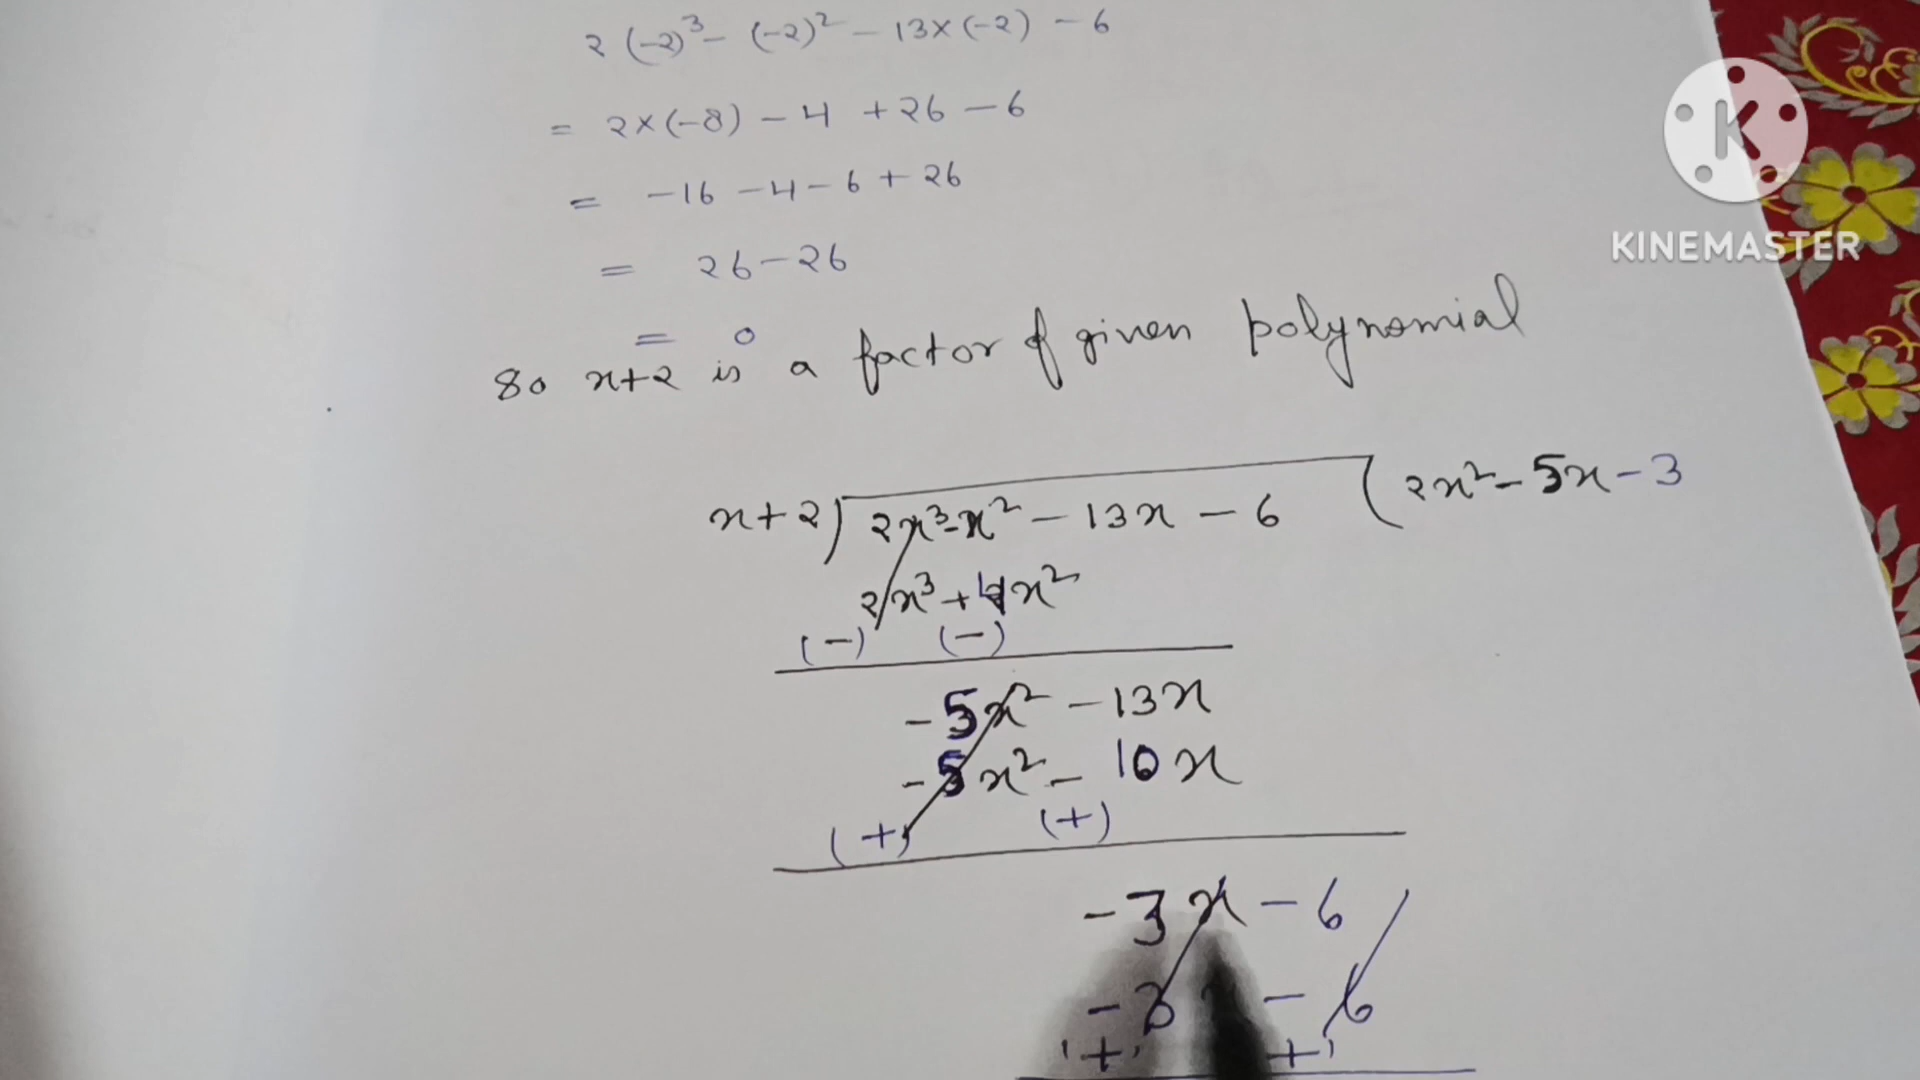 2 (-2)³ - (-2)² - 13×(-2) - 6
= 2×(-8) - 4 + 26 - 6
= -16 - 4 - 6 + 26
= 26 - 26
= 0
So x+2 is a factor of given polynomial
x+2) 2x³-x² - 13x - 6 (2x² - 5x - 3
2x³ + 4x²
(-) (-)
-5x² - 13x
-5x² - 10x
(+) (+)
-3x - 6
-3x - 6
(+) (+)
K
KINEMASTER